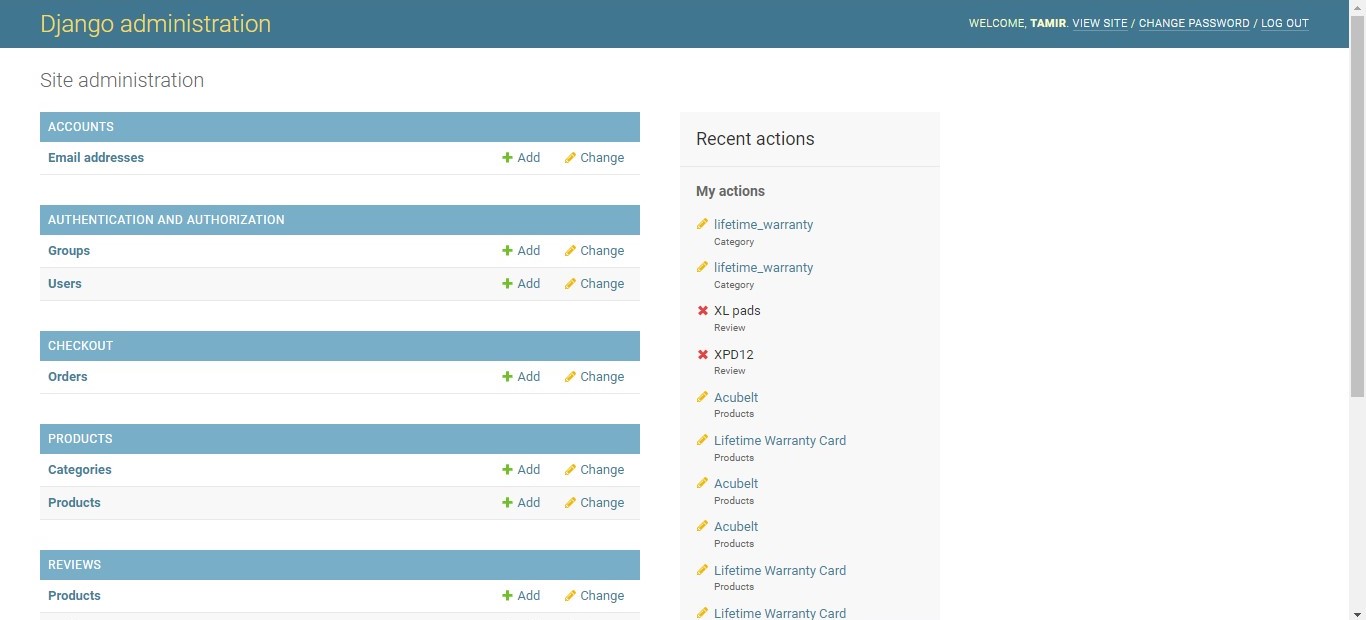 Django administration
WELCOME, TAMIR. VIEW SITE / CHANGE PASSWORD / LOG OUT
Site administration
ACCOUNTS
Email addresses Add Change
AUTHENTICATION AND AUTHORIZATION
Groups Add Change
Users Add Change
CHECKOUT
Orders Add Change
PRODUCTS
Categories Add Change
Products Add Change
REVIEWS
Products Add Change
Recent actions
My actions
lifetime_warranty
Category
lifetime_warranty
Category
XL pads
Review
XPD12
Review
Acubelt
Products
Lifetime Warranty Card
Products
Acubelt
Products
Acubelt
Products
Lifetime Warranty Card
Products
Lifetime Warranty Card